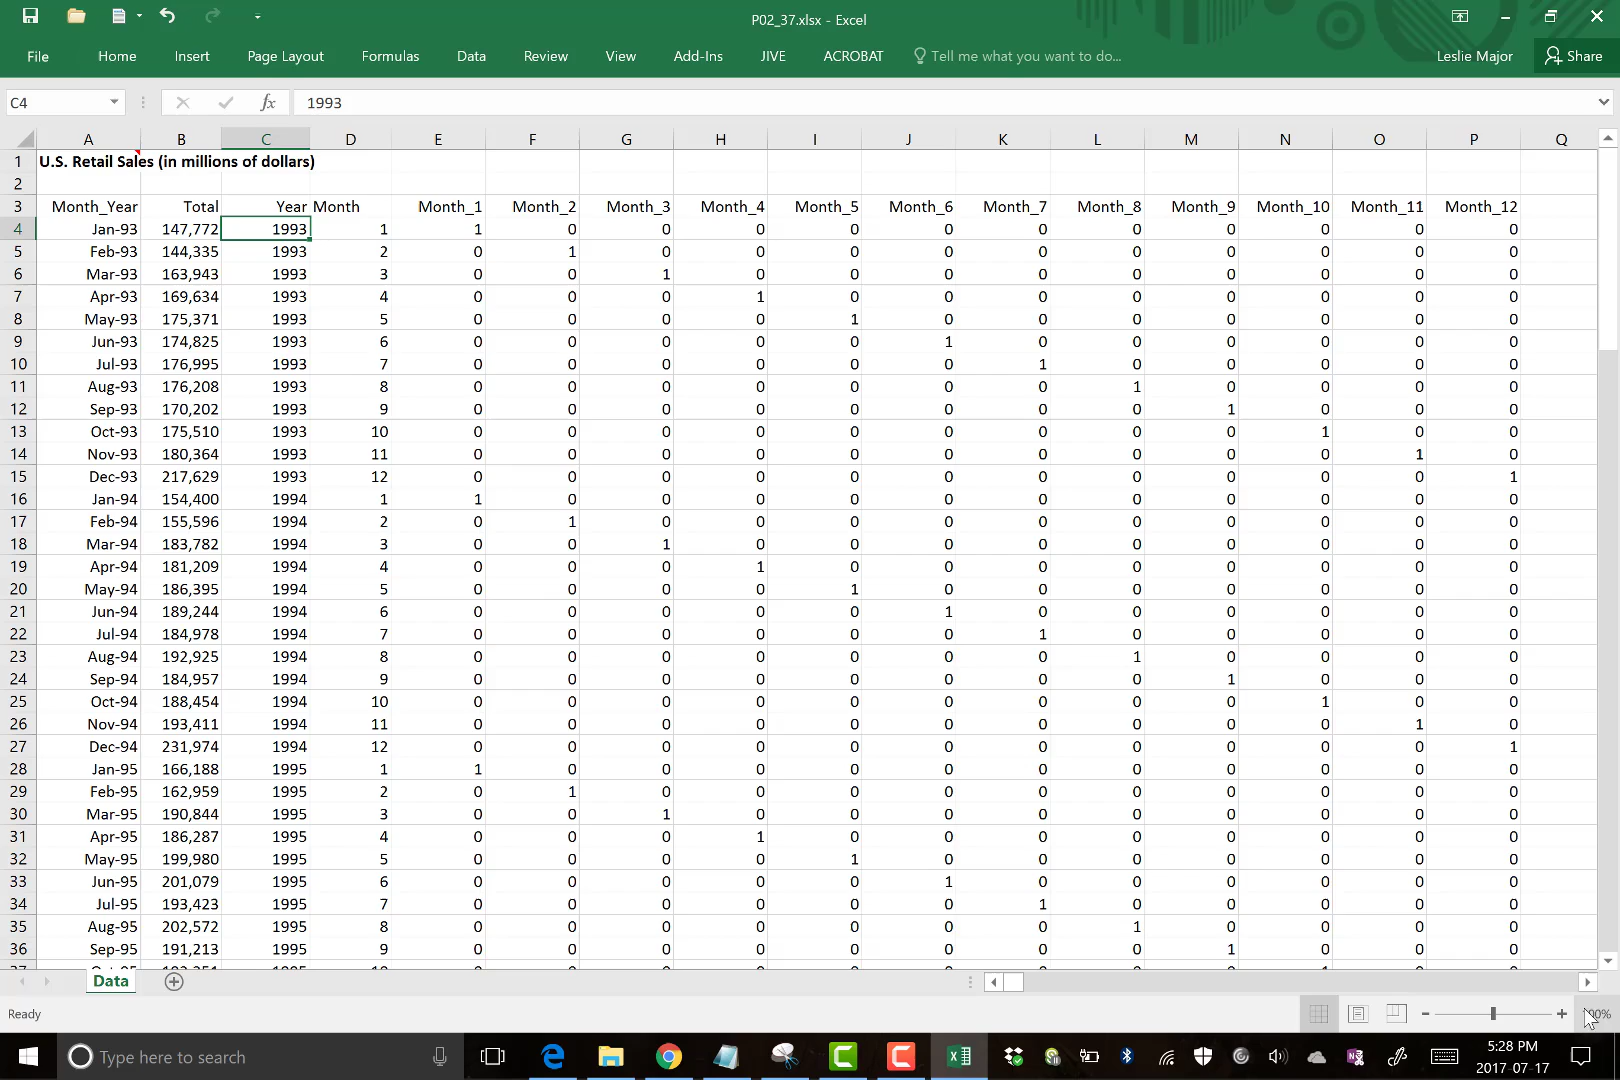 P02_37.xlsx - Excel
File Home Insert Page Layout Formulas Data Review View Add-Ins JIVE ACROBAT Tell me what you want to do... Leslie Major Share
C4 fx 1993
A B C D E F G H I J K L M N O P Q
1 U.S. Retail Sales (in millions of dollars)
2
3 Month_Year Total Year Month Month_1 Month_2 Month_3 Month_4 Month_5 Month_6 Month_7 Month_8 Month_9 Month_10 Month_11 Month_12
4 Jan-93 147,772 1993 1 1 0 0 0 0 0 0 0 0 0 0 0
5 Feb-93 144,335 1993 2 0 1 0 0 0 0 0 0 0 0 0 0
6 Mar-93 163,943 1993 3 0 0 1 0 0 0 0 0 0 0 0 0
7 Apr-93 169,634 1993 4 0 0 0 1 0 0 0 0 0 0 0 0
8 May-93 175,371 1993 5 0 0 0 0 1 0 0 0 0 0 0 0
9 Jun-93 174,825 1993 6 0 0 0 0 0 1 0 0 0 0 0 0
10 Jul-93 176,995 1993 7 0 0 0 0 0 0 1 0 0 0 0 0
11 Aug-93 176,208 1993 8 0 0 0 0 0 0 0 1 0 0 0 0
12 Sep-93 170,202 1993 9 0 0 0 0 0 0 0 0 1 0 0 0
13 Oct-93 175,510 1993 10 0 0 0 0 0 0 0 0 0 1 0 0
14 Nov-93 180,364 1993 11 0 0 0 0 0 0 0 0 0 0 1 0
15 Dec-93 217,629 1993 12 0 0 0 0 0 0 0 0 0 0 0 1
16 Jan-94 154,400 1994 1 1 0 0 0 0 0 0 0 0 0 0 0
17 Feb-94 155,596 1994 2 0 1 0 0 0 0 0 0 0 0 0 0
18 Mar-94 183,782 1994 3 0 0 1 0 0 0 0 0 0 0 0 0
19 Apr-94 181,209 1994 4 0 0 0 1 0 0 0 0 0 0 0 0
20 May-94 186,395 1994 5 0 0 0 0 1 0 0 0 0 0 0 0
21 Jun-94 189,244 1994 6 0 0 0 0 0 1 0 0 0 0 0 0
22 Jul-94 184,978 1994 7 0 0 0 0 0 0 1 0 0 0 0 0
23 Aug-94 192,925 1994 8 0 0 0 0 0 0 0 1 0 0 0 0
24 Sep-94 184,957 1994 9 0 0 0 0 0 0 0 0 1 0 0 0
25 Oct-94 188,454 1994 10 0 0 0 0 0 0 0 0 0 1 0 0
26 Nov-94 193,411 1994 11 0 0 0 0 0 0 0 0 0 0 1 0
27 Dec-94 231,974 1994 12 0 0 0 0 0 0 0 0 0 0 0 1
28 Jan-95 166,188 1995 1 1 0 0 0 0 0 0 0 0 0 0 0
29 Feb-95 162,959 1995 2 0 1 0 0 0 0 0 0 0 0 0 0
30 Mar-95 190,844 1995 3 0 0 1 0 0 0 0 0 0 0 0 0
31 Apr-95 186,287 1995 4 0 0 0 1 0 0 0 0 0 0 0 0
32 May-95 199,980 1995 5 0 0 0 0 1 0 0 0 0 0 0 0
33 Jun-95 201,079 1995 6 0 0 0 0 0 1 0 0 0 0 0 0
34 Jul-95 193,423 1995 7 0 0 0 0 0 0 1 0 0 0 0 0
35 Aug-95 202,572 1995 8 0 0 0 0 0 0 0 1 0 0 0 0
36 Sep-95 191,213 1995 9 0 0 0 0 0 0 0 0 1 0 0 0
Data
Ready
Type here to search
5:28 PM
2017-07-17